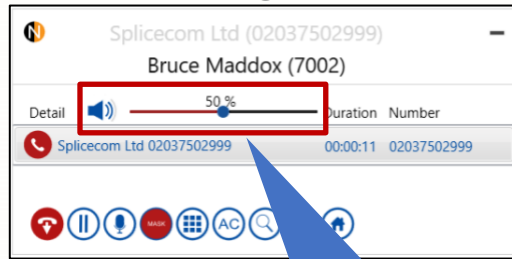 N
Splicecom Ltd (02037502999)
Bruce Maddox (7002)
50 %
Detail Duration Number
Splicecom Ltd 02037502999 00:00:11 02037502999
MASK AC